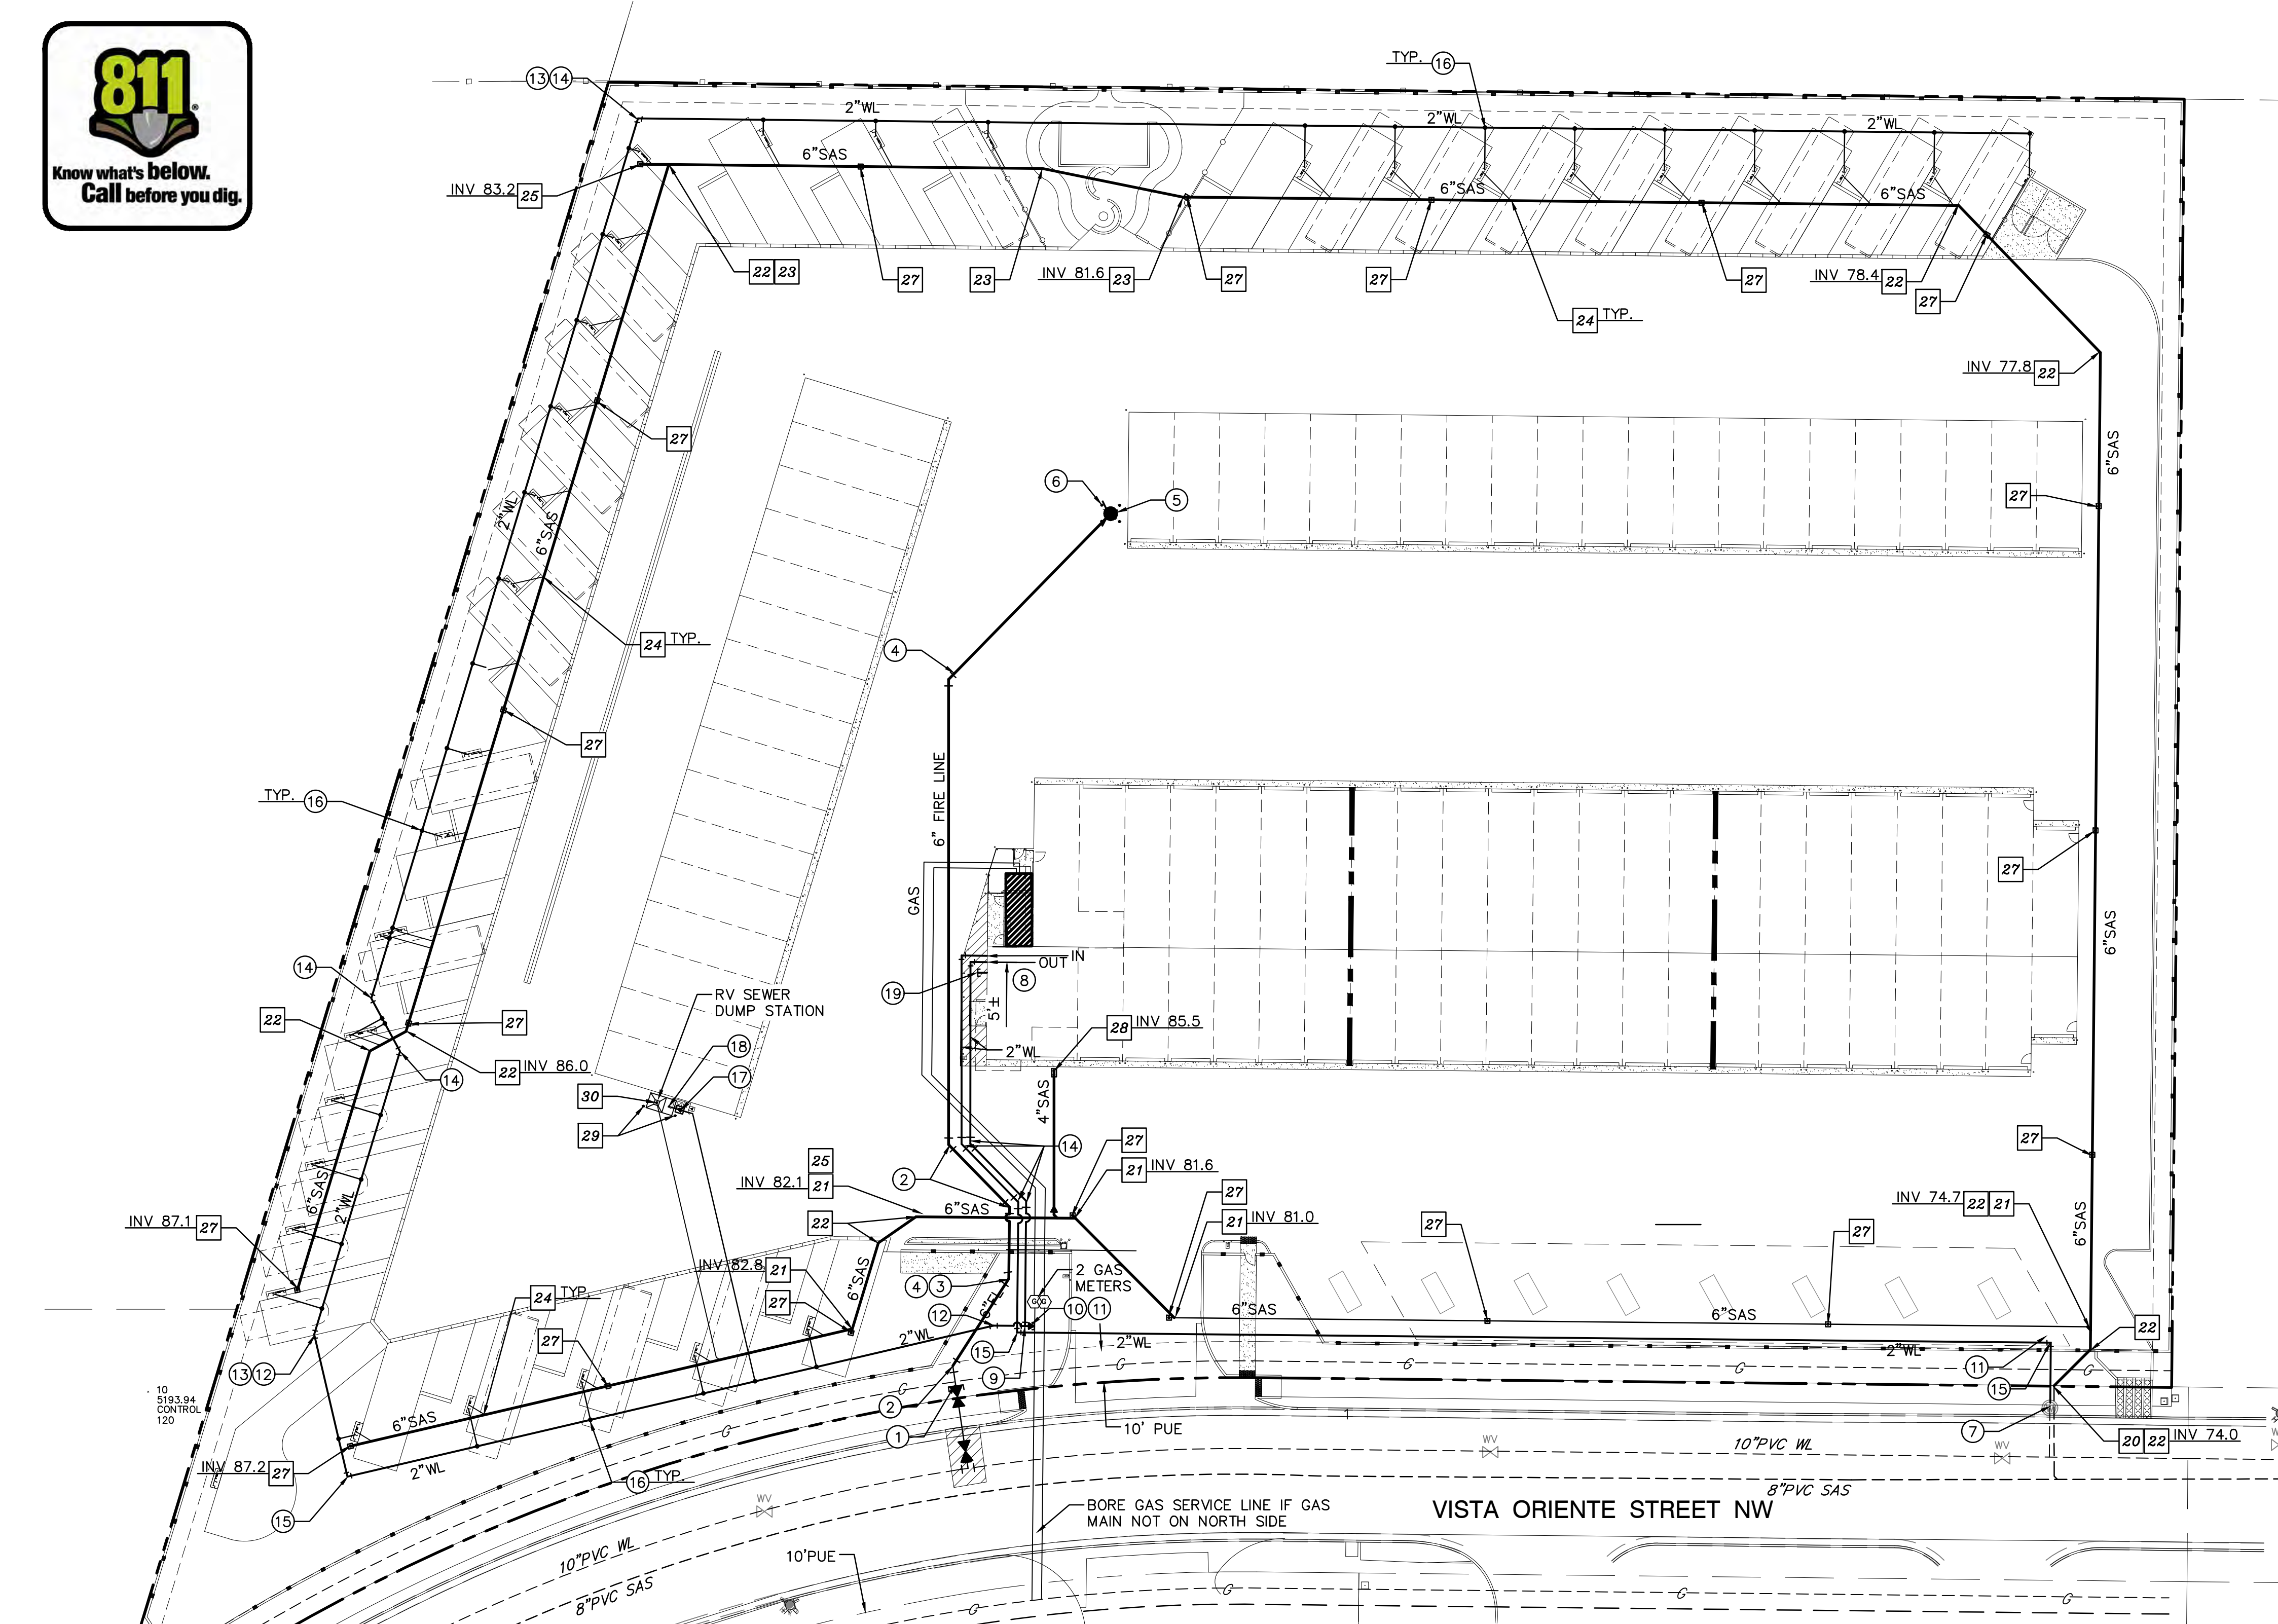 811®
Know what's below.
Call before you dig.
13 14
TYP. 16
2"WL
2"WL
2"WL
6"SAS
6"SAS
6"SAS
INV 83.2 25
22 23
27
23
INV 81.6 23
27
27
24 TYP.
27
INV 78.4 22
27
INV 77.8 22
27
6"SAS
27
6
5
2"WL
6"SAS
24 TYP.
4
27
6" FIRE LINE
TYP. 16
GAS
27
6"SAS
IN
OUT
8
19
5'±
14
RV SEWER
DUMP STATION
22
27
28 INV 85.5
2"WL
18
22 INV 86.0
14
17
30
4"SAS
29
27
14
27
25
21 INV 81.6
INV 82.1 21
2
6"SAS
2"WL
27
INV 74.7 22 21
6"SAS
22
21 INV 81.0
27
27
INV 87.1 27
6"SAS
INV 82.8 21
6"SAS
4 3
2 GAS
METERS
6"FL
G G
24 TYP.
27
12
10 11
6"SAS
6"SAS
22
27
2"WL
15
2"WL
2"WL
11
13 12
9
G
G
G
G
15
10
5193.94
CONTROL
120
2
6"SAS
G
G
1
10' PUE
7
20 22 INV 74.0
WV
10"PVC WL
WV
INV 87.2 27
2"WL
16 TYP.
8"PVC SAS
WV
15
BORE GAS SERVICE LINE IF GAS
MAIN NOT ON NORTH SIDE
VISTA ORIENTE STREET NW
10"PVC WL
10'PUE
8"PVC SAS
G
G
G
G